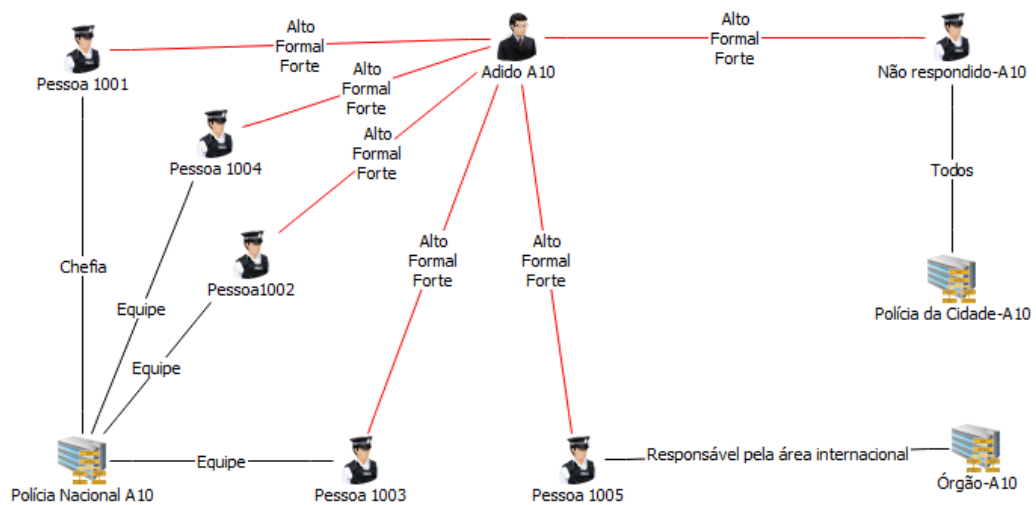 Alto
Formal
Forte
Alto
Formal
Forte
Pessoa 1001
Adido A10
Não respondido-A10
Alto
Formal
Forte
Alto
Formal
Forte
Pessoa 1004
Todos
Alto
Formal
Forte
Alto
Formal
Forte
Chefia
Pessoa1002
Equipe
Polícia da Cidade-A10
Equipe
Equipe
Responsável pela área internacional
Polícia Nacional A10
Pessoa 1003
Pessoa 1005
Órgão-A10